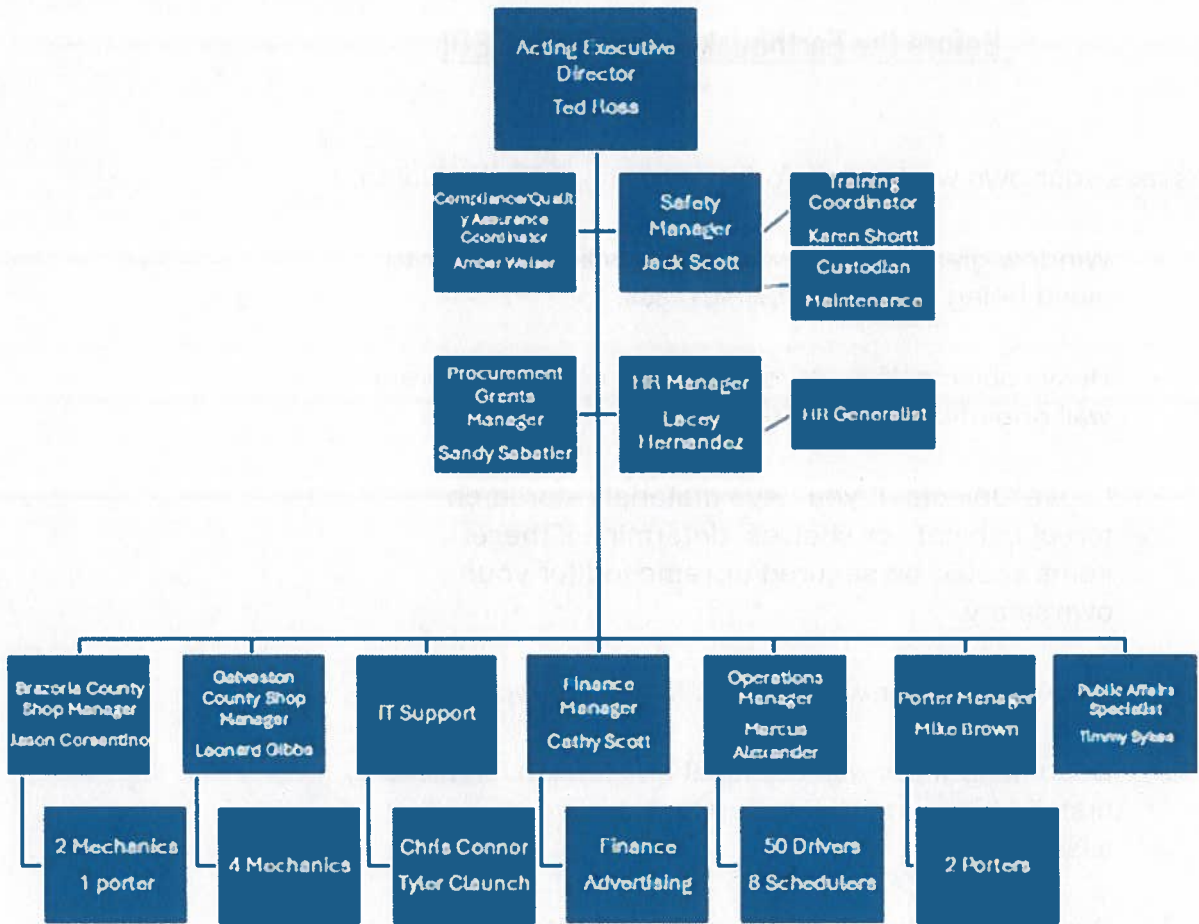 Acting Executive
Director
Ted Ross
Compliance/Qualit
y Assurance
Coordinator
Amber Weiser
Safety
Manager
Jack Scott
Training
Coordinator
Karen Shortt
Custodian
Maintenance
Procurement
Grants
Manager
Sandy Sabatier
HR Manager
Lacey
Hernandez
HR Generalist
Brazoria County
Shop Manager
Jason Corsentino
Galveston
County Shop
Manager
Leonard Gibbs
IT Support
Finance
Manager
Cathy Scott
Operations
Manager
Marcus
Alexander
Porter Manager
Mike Brown
Public Affairs
Specialist
Timmy Sykes
2 Mechanics
1 porter
4 Mechanics
Chris Connor
Tyler Claunch
Finance
Advertising
50 Drivers
8 Schedulers
2 Porters